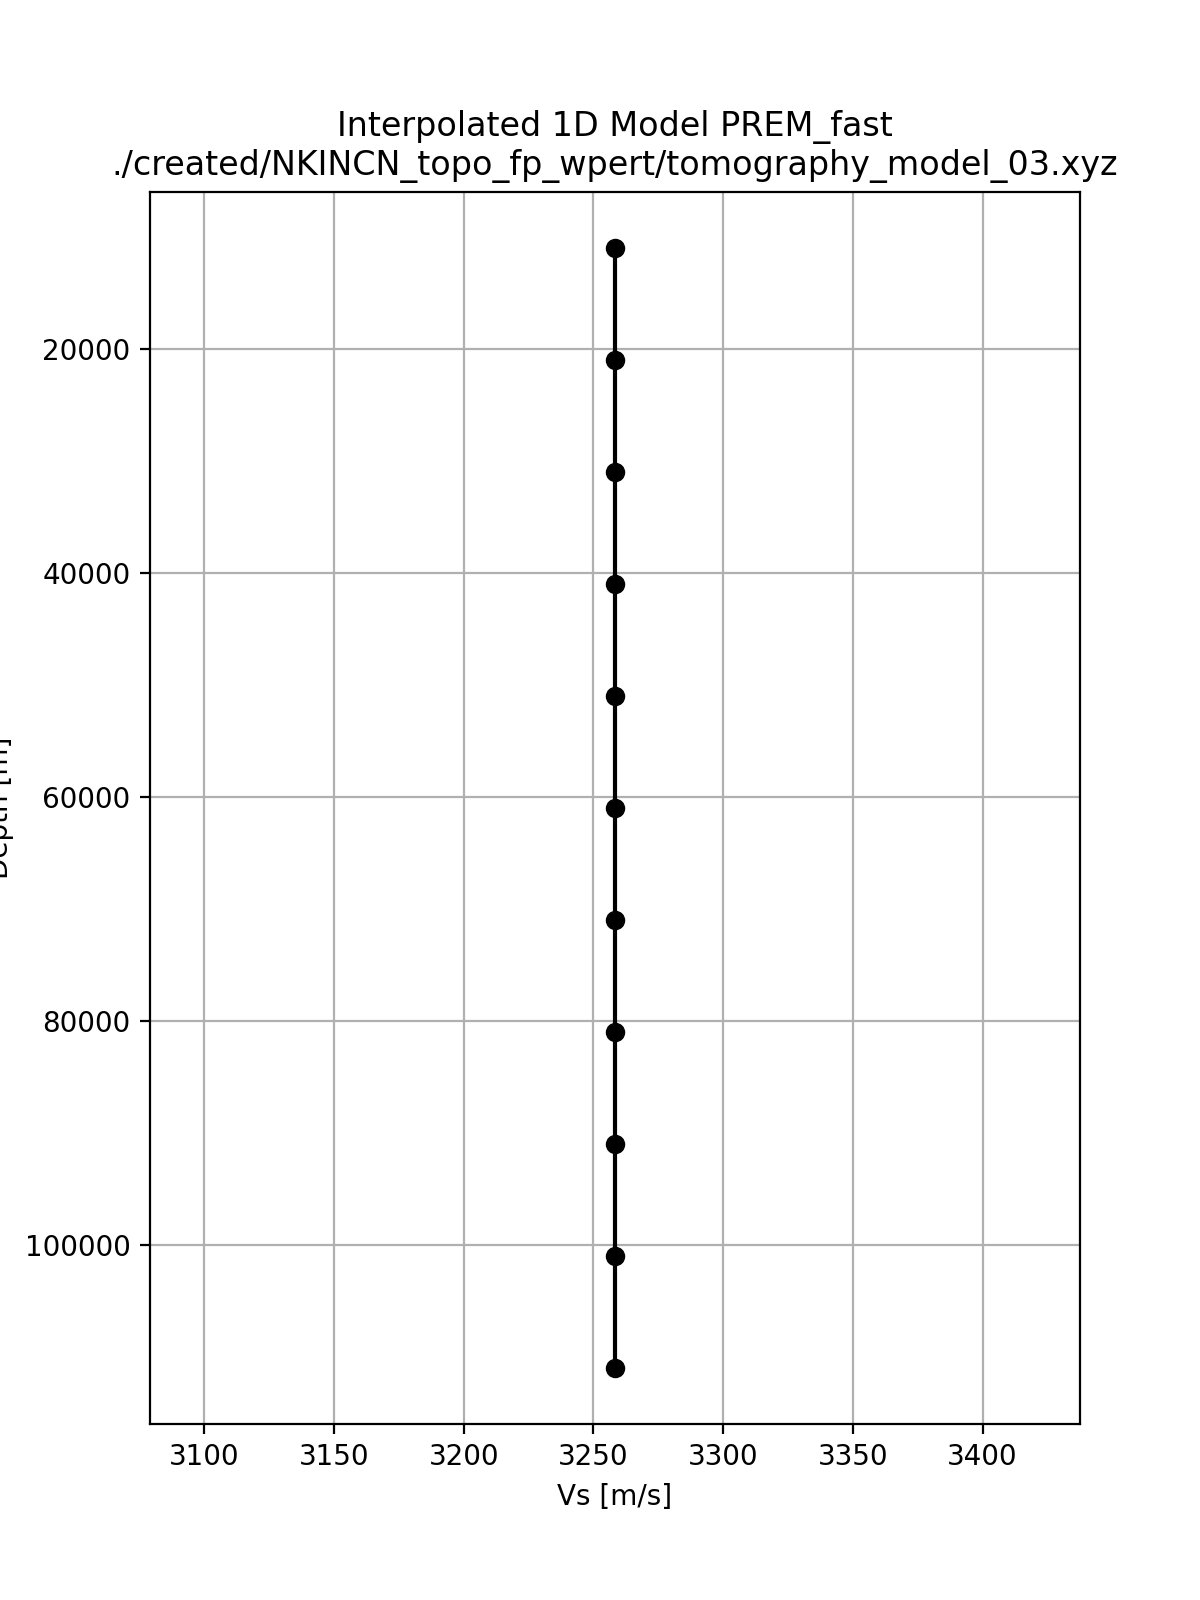 Interpolated 1D Model PREM_fast
./created/NKINCN_topo_fp_wpert/tomography_model_03.xyz
20000
40000
60000
80000
100000
Depth [m]
3100 3150 3200 3250 3300 3350 3400
Vs [m/s]